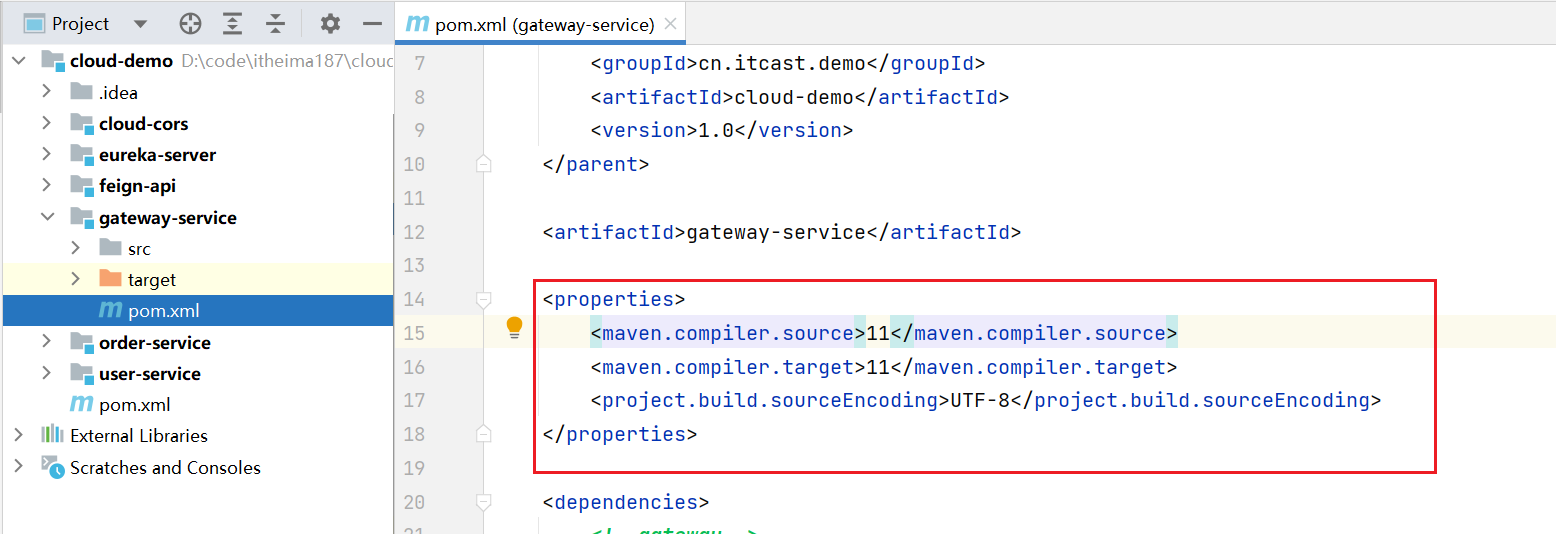 Project
cloud-demo D:\code\itheima187\cloud
.idea
cloud-cors
eureka-server
feign-api
gateway-service
src
target
pom.xml
order-service
user-service
pom.xml
External Libraries
Scratches and Consoles
pom.xml (gateway-service)
7 <groupId>cn.itcast.demo</groupId>
8 <artifactId>cloud-demo</artifactId>
9 <version>1.0</version>
10 </parent>
11
12 <artifactId>gateway-service</artifactId>
13
14 <properties>
15 <maven.compiler.source>11</maven.compiler.source>
16 <maven.compiler.target>11</maven.compiler.target>
17 <project.build.sourceEncoding>UTF-8</project.build.sourceEncoding>
18 </properties>
19
20 <dependencies>